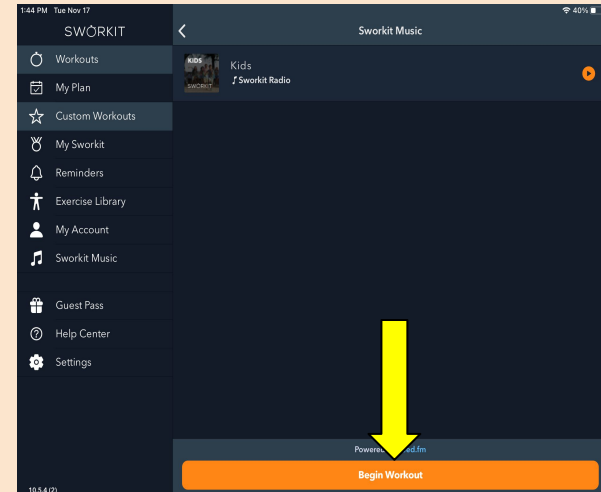 1:44 PM Tue Nov 17
40%
SWORKIT
Sworkit Music
Workouts
My Plan
Custom Workouts
My Sworkit
Reminders
Exercise Library
My Account
Sworkit Music
Guest Pass
Help Center
Settings
10.5.4 (2)
KIDS
SWORKIT
Kids
Sworkit Radio
Powered ed.fm
Begin Workout